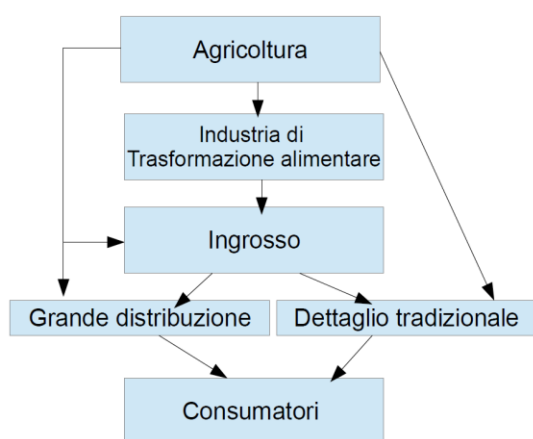 Agricoltura
Industria di
Trasformazione alimentare
Ingrosso
Grande distribuzione
Dettaglio tradizionale
Consumatori